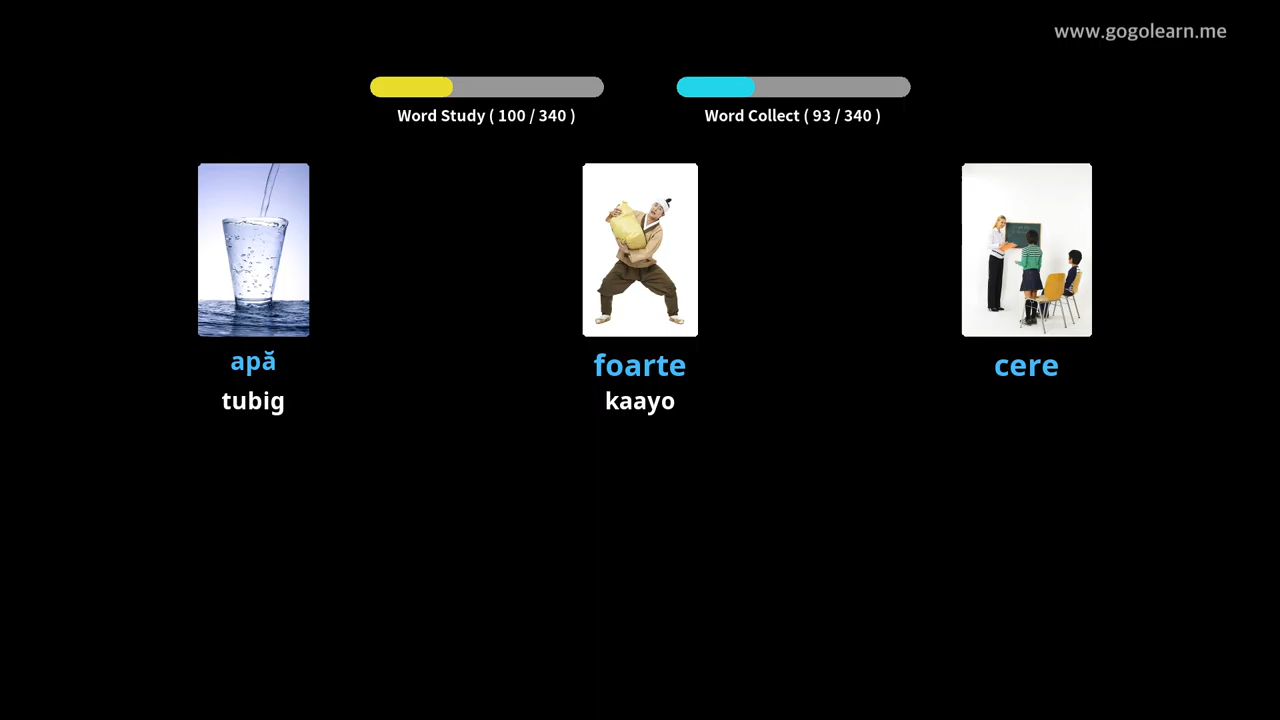 www.gogolearn.me
Word Study ( 100 / 340 )
Word Collect ( 93 / 340 )
apă
foarte
cere
tubig
kaayo